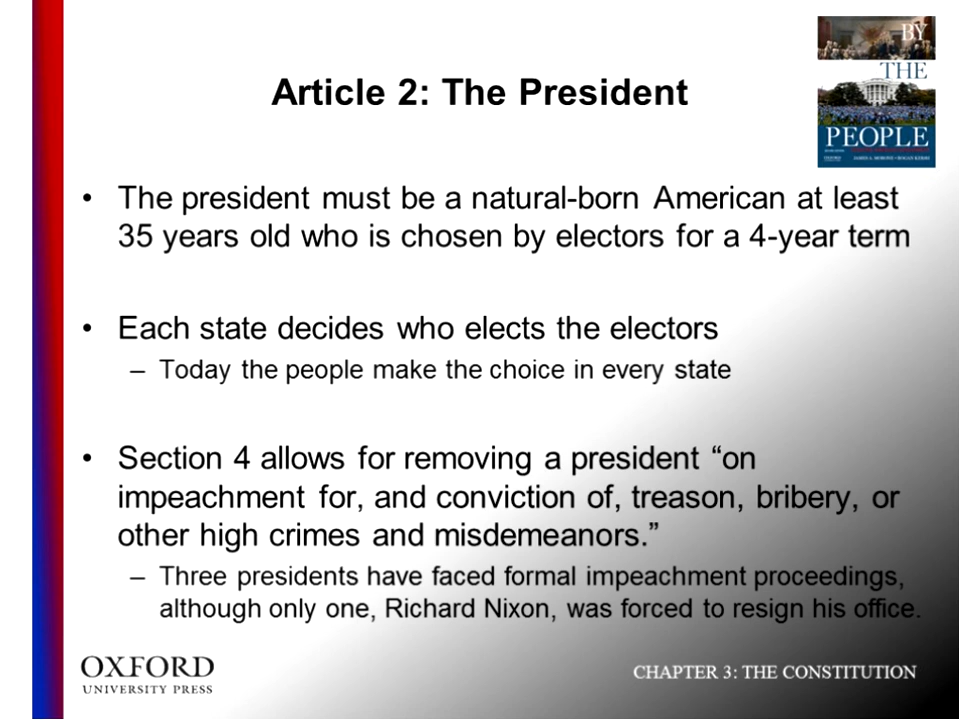 BY
THE
PEOPLE
JAMES A. MORONE · ROGAN KERSH
Article 2: The President
• The president must be a natural-born American at least
35 years old who is chosen by electors for a 4-year term
• Each state decides who elects the electors
– Today the people make the choice in every state
• Section 4 allows for removing a president “on
impeachment for, and conviction of, treason, bribery, or
other high crimes and misdemeanors.”
– Three presidents have faced formal impeachment proceedings,
although only one, Richard Nixon, was forced to resign his office.
OXFORD
UNIVERSITY PRESS
CHAPTER 3: THE CONSTITUTION